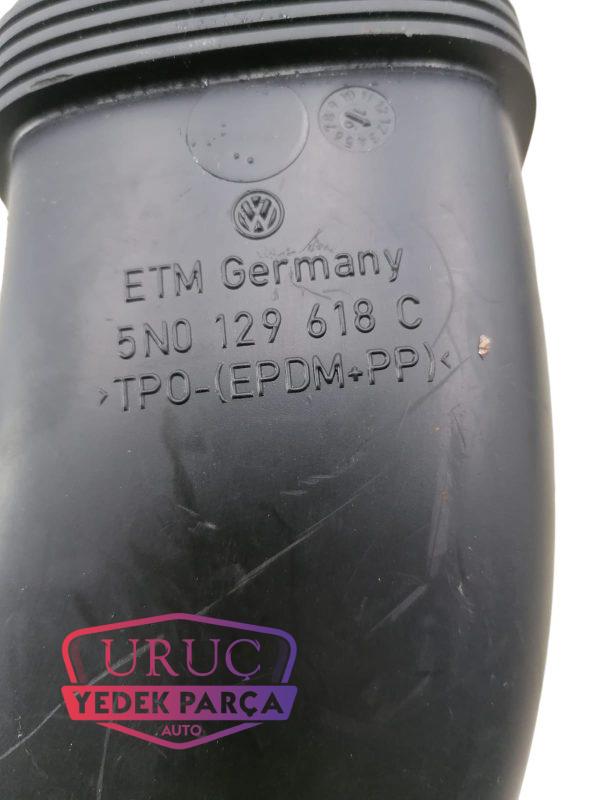 ETM Germany
5N0 129 618 C
>TPO-(EPDM+PP)<
URUÇ
YEDEK PARÇA
AUTO